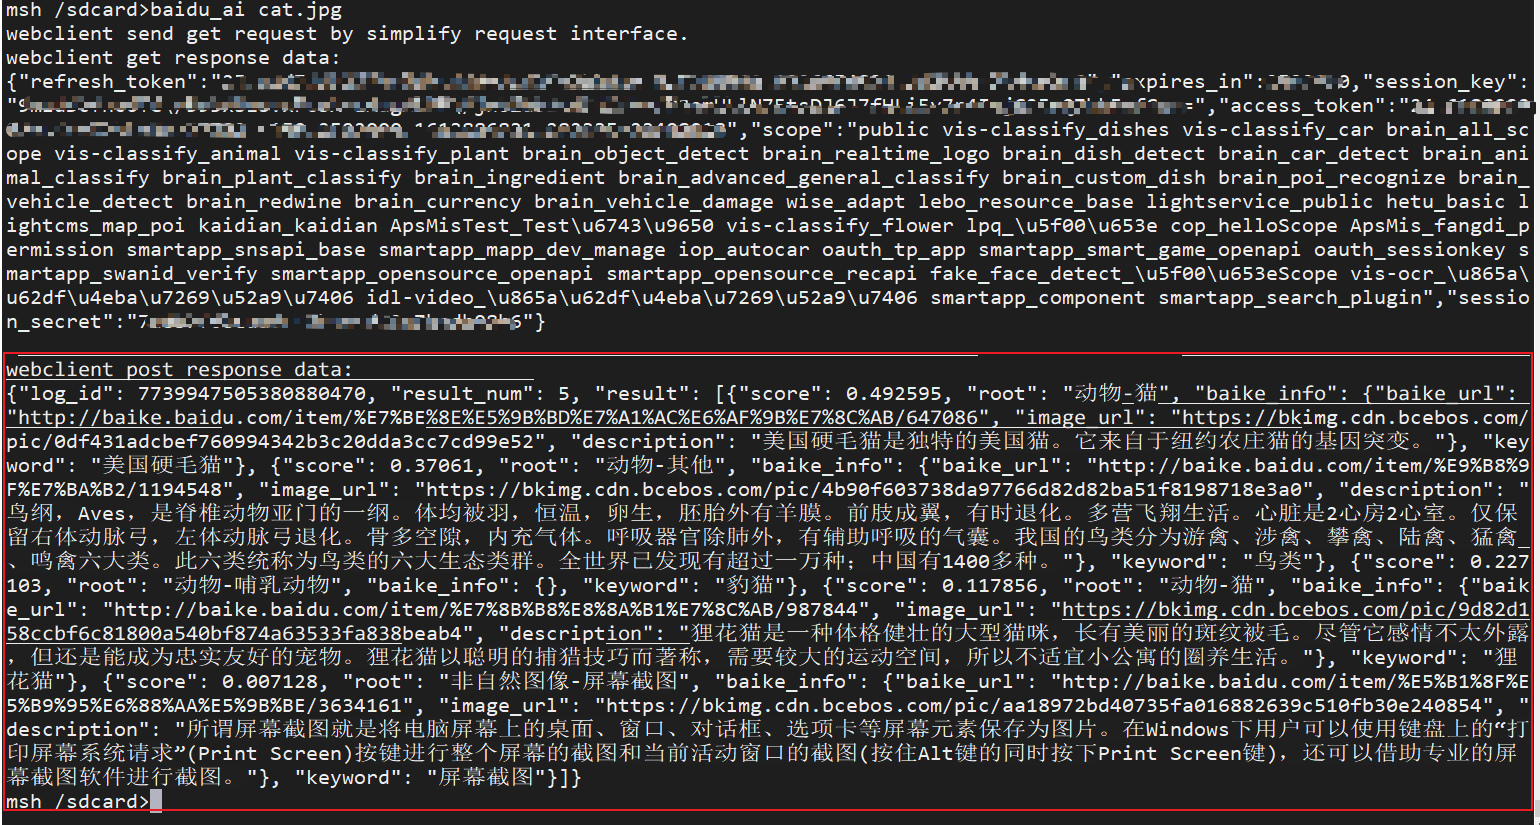 msh /sdcard>baidu_ai cat.jpg
webclient send get request by simplify request interface.
webclient get response data:
{"refresh_token":" "expires_in": 0,"session_key":
" ","access_token":"
","scope":"public vis-classify_dishes vis-classify_car brain_all_sc
ope vis-classify_animal vis-classify_plant brain_object_detect brain_realtime_logo brain_dish_detect brain_car_detect brain_ani
mal_classify brain_plant_classify brain_ingredient brain_advanced_general_classify brain_custom_dish brain_poi_recognize brain_
vehicle_detect brain_redwine brain_currency brain_vehicle_damage wise_adapt lebo_resource_base lightservice_public hetu_basic l
ightcms_map_poi kaidian_kaidian ApsMisTest_Test\u6743\u9650 vis-classify_flower lpq_\u5f00\u653e cop_helloScope ApsMis_fangdi_p
ermission smartapp_snsapi_base smartapp_mapp_dev_manage iop_autocar oauth_tp_app smartapp_smart_game_openapi oauth_sessionkey s
martapp_swanid_verify smartapp_opensource_openapi smartapp_opensource_recapi fake_face_detect_\u5f00\u653eScope vis-ocr_\u865a\
u62df\u4eba\u7269\u52a9\u7406 idl-video_\u865a\u62df\u4eba\u7269\u52a9\u7406 smartapp_component smartapp_search_plugin","sessio
n_secret":" "}
webclient post response data:
{"log_id": 7739947505380880470, "result_num": 5, "result": [{"score": 0.492595, "root": "动物-猫", "baike_info": {"baike_url":
"http://baike.baidu.com/item/%E7%BE%8E%E5%9B%BD%E7%A1%AC%E6%AF%9B%E7%8C%AB/647086", "image_url": "https://bkimg.cdn.bcebos.com/
pic/0df431adcbef760994342b3c20dda3cc7cd99e52", "description": "美国硬毛猫是独特的美国猫。它来自于纽约农庄猫的基因突变。"}, "key
word": "美国硬毛猫"}, {"score": 0.37061, "root": "动物-其他", "baike_info": {"baike_url": "http://baike.baidu.com/item/%E9%B8%9
F%E7%BA%B2/1194548", "image_url": "https://bkimg.cdn.bcebos.com/pic/4b90f603738da97766d82d82ba51f8198718e3a0", "description": "
鸟纲，Aves，是脊椎动物亚门的一纲。体均被羽，恒温，卵生，胚胎外有羊膜。前肢成翼，有时退化。多营飞翔生活。心脏是2心房2心室。仅保
留右体动脉弓，左体动脉弓退化。骨多空隙，内充气体。呼吸器官除肺外，有辅助呼吸的气囊。我国的鸟类分为游禽、涉禽、攀禽、陆禽、猛禽
、鸣禽六大类。此六类统称为鸟类的六大生态类群。全世界已发现有超过一万种；中国有1400多种。 "}, "keyword": "鸟类"}, {"score": 0.227
103, "root": "动物-哺乳动物", "baike_info": {}, "keyword": "豹猫"}, {"score": 0.117856, "root": "动物-猫", "baike_info": {"baik
e_url": "http://baike.baidu.com/item/%E7%8B%B8%E8%8A%B1%E7%8C%AB/987844", "image_url": "https://bkimg.cdn.bcebos.com/pic/9d82d1
58ccbf6c81800a540bf874a63533fa838beab4", "description": "狸花猫是一种体格健壮的大型猫咪，长有美丽的斑纹被毛。尽管它感情不太外露
，但还是能成为忠实友好的宠物。狸花猫以聪明的捕猎技巧而著称，需要较大的运动空间，所以不适宜小公寓的圈养生活。"}, "keyword": "狸
花猫"}, {"score": 0.007128, "root": "非自然图像-屏幕截图", "baike_info": {"baike_url": "http://baike.baidu.com/item/%E5%B1%8F%E
5%B9%95%E6%88%AA%E5%9B%BE/3634161", "image_url": "https://bkimg.cdn.bcebos.com/pic/aa18972bd40735fa016882639c510fb30e240854", "
description": "所谓屏幕截图就是将电脑屏幕上的桌面、窗口、对话框、选项卡等屏幕元素保存为图片。在Windows下用户可以使用键盘上的“打
印屏幕系统请求”(Print Screen)按键进行整个屏幕的截图和当前活动窗口的截图(按住Alt键的同时按下Print Screen键)，还可以借助专业的屏
幕截图软件进行截图。"}, "keyword": "屏幕截图"}]}
msh /sdcard>